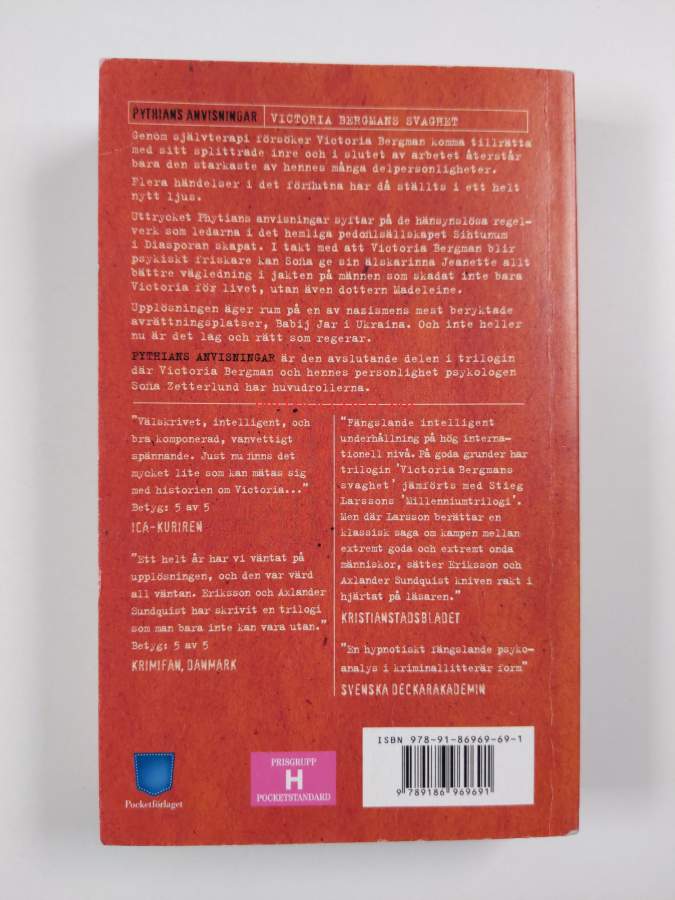 PYTHIANS ANVISNINGAR VICTORIA BERGMANS SVAGHET
Genom självterapi försöker Victoria Bergman komma tillrätta
med sitt splittrade inre och i slutet av arbetet återstår
bara den starkaste av hennes många delpersonligheter.
Flera händelser i det förflutna har då ställts i ett helt
nytt ljus.
Uttrycket Phytians anvisningar syftar på de hänsynslösa regel-
verk som ledarna i det hemliga pedofilsällskapet Sihtunum
i Diasporan skapat. I takt med att Victoria Bergman blir
psykiskt friskare kan Sofia ge sin älskarinna Jeanette allt
bättre vägledning i jakten på männen som skadat inte bara
Victoria för livet, utan även dottern Madeleine.
Upplösningen äger rum på en av nazismens mest beryktade
avrättningsplatser, Babij Jar i Ukraina. Och inte heller
nu är det lag och rätt som regerar.
PYTHIANS ANVISNINGAR är den avslutande delen i trilogin
där Victoria Bergman och hennes personlighet psykologen
Sofia Zetterlund har huvudrollerna.
"Välskrivet, intelligent, och
bra komponerad, vanvettigt
spännande. Just nu finns det
mycket lite som kan mätas sig
med historien om Victoria..."
Betyg: 5 av 5
ICA-KURIREN
"Ett helt år har vi väntat på
upplösningen, och den var värd
all väntan. Eriksson och Axlander
Sundquist har skrivit en trilogi
som man bara inte kan vara utan."
Betyg: 5 av 5
KRIMIFAN, DANMARK
"Fängslande intelligent
underhållning på hög interna-
tionell nivå. På goda grunder har
trilogin 'Victoria Bergmans
svaghet' jämförts med Stieg
Larssons 'Millenniumtrilogi'.
Men där Larsson berättar en
klassisk saga om kampen mellan
extremt goda och extremt onda
människor, sätter Eriksson och
Axlander Sundquist kniven rakt i
hjärtat på läsaren."
KRISTIANSTADSBLADET
"En hypnotiskt fängslande psyko-
analys i kriminallitterär form"
SVENSKA DECKARAKADEMIN
Pocketförlaget
PRISGRUPP
H
POCKETSTANDARD
ISBN 978-91-86969-69-1
9 789186 969691